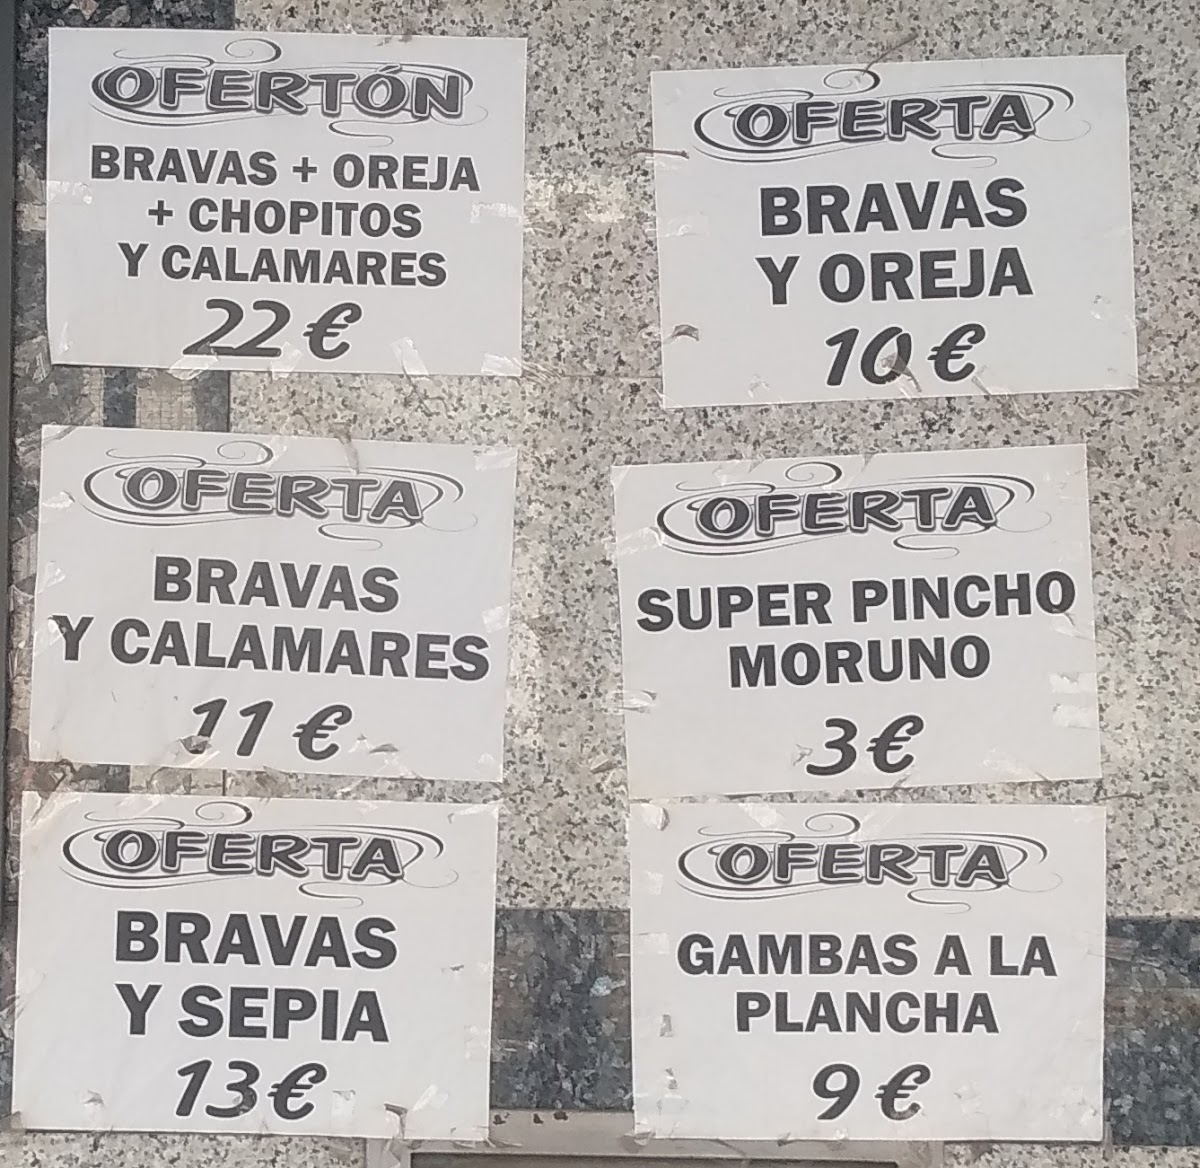 OFERTÓN
BRAVAS + OREJA
+ CHOPITOS
Y CALAMARES
22 €
OFERTA
BRAVAS
Y OREJA
10 €
OFERTA
BRAVAS
Y CALAMARES
11 €
OFERTA
SUPER PINCHO
MORUNO
3 €
OFERTA
BRAVAS
Y SEPIA
13 €
OFERTA
GAMBAS A LA
PLANCHA
9 €